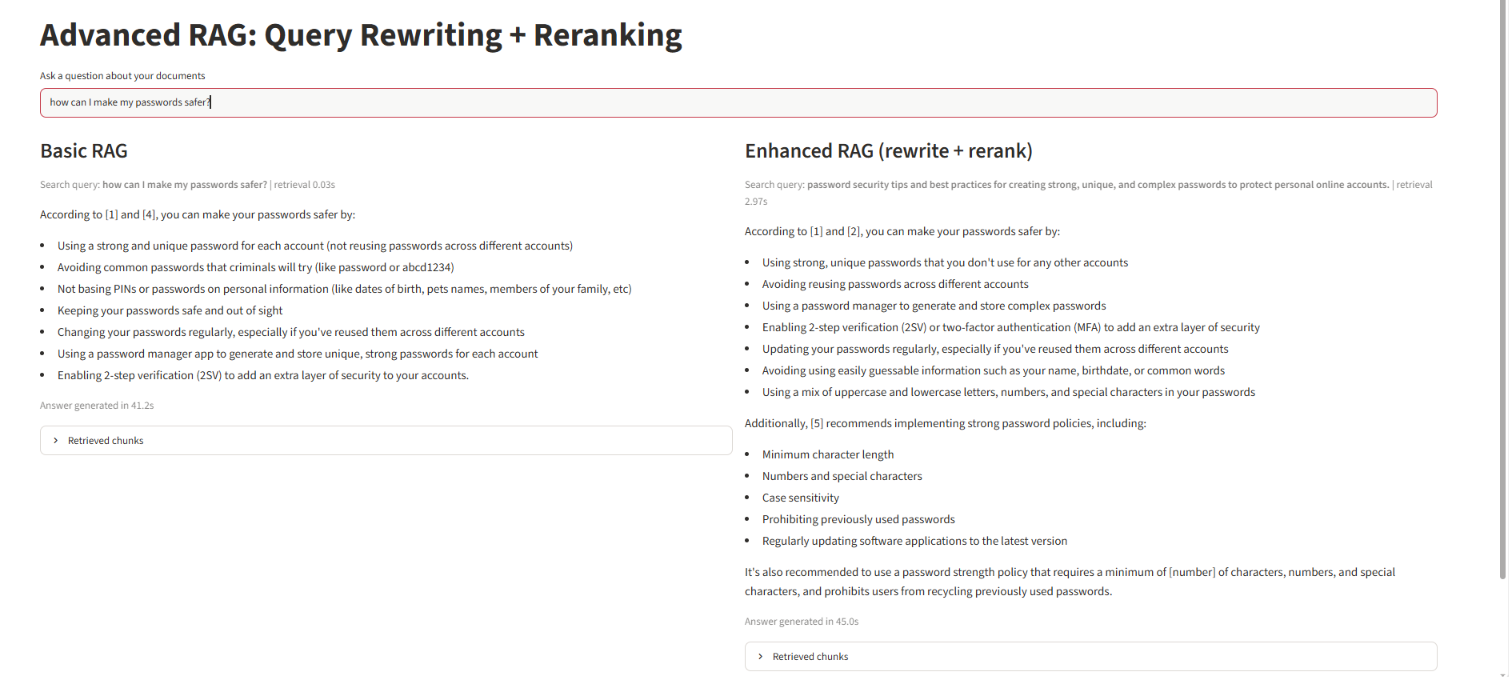 Advanced RAG: Query Rewriting + Reranking
Ask a question about your documents
how can I make my passwords safer?
Basic RAG
Search query: how can I make my passwords safer? | retrieval 0.03s
According to [1] and [4], you can make your passwords safer by:
• Using a strong and unique password for each account (not reusing passwords across different accounts)
• Avoiding common passwords that criminals will try (like password or abcd1234)
• Not basing PINs or passwords on personal information (like dates of birth, pets names, members of your family, etc)
• Keeping your passwords safe and out of sight
• Changing your passwords regularly, especially if you've reused them across different accounts
• Using a password manager app to generate and store unique, strong passwords for each account
• Enabling 2-step verification (2SV) to add an extra layer of security to your accounts.
Answer generated in 41.2s
Retrieved chunks
Enhanced RAG (rewrite + rerank)
Search query: password security tips and best practices for creating strong, unique, and complex passwords to protect personal online accounts. | retrieval
2.97s
According to [1] and [2], you can make your passwords safer by:
• Using strong, unique passwords that you don't use for any other accounts
• Avoiding reusing passwords across different accounts
• Using a password manager to generate and store complex passwords
• Enabling 2-step verification (2SV) or two-factor authentication (MFA) to add an extra layer of security
• Updating your passwords regularly, especially if you've reused them across different accounts
• Avoiding using easily guessable information such as your name, birthdate, or common words
• Using a mix of uppercase and lowercase letters, numbers, and special characters in your passwords
Additionally, [5] recommends implementing strong password policies, including:
• Minimum character length
• Numbers and special characters
• Case sensitivity
• Prohibiting previously used passwords
• Regularly updating software applications to the latest version
It's also recommended to use a password strength policy that requires a minimum of [number] of characters, numbers, and special
characters, and prohibits users from recycling previously used passwords.
Answer generated in 45.0s
Retrieved chunks